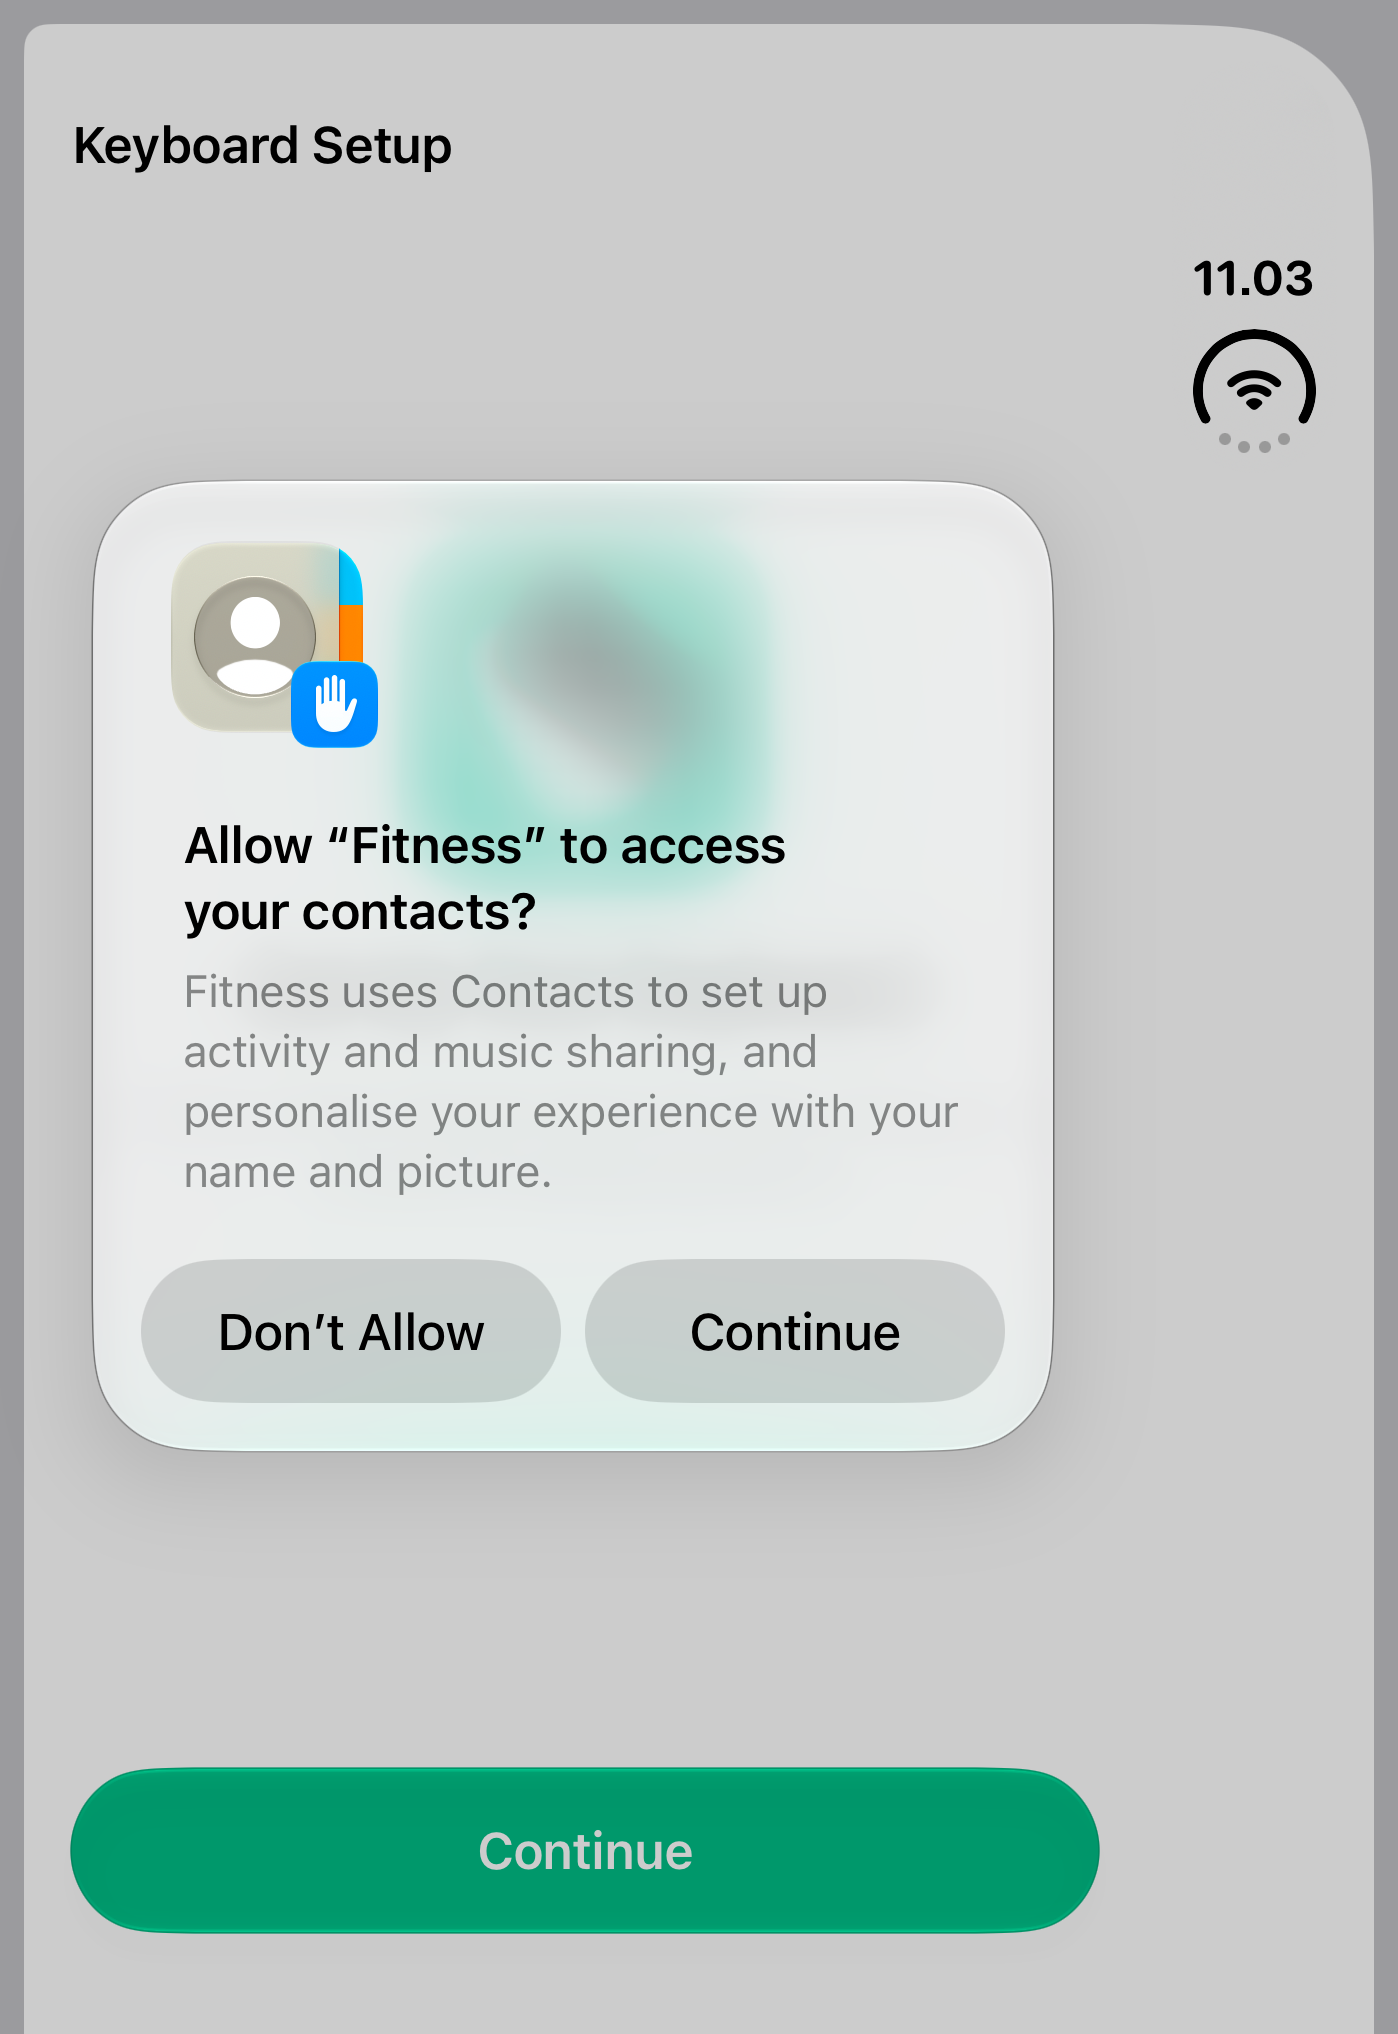 Keyboard Setup
11.03
Allow “Fitness” to access
your contacts?
Fitness uses Contacts to set up
activity and music sharing, and
personalise your experience with your
name and picture.
Don’t Allow
Continue
Continue